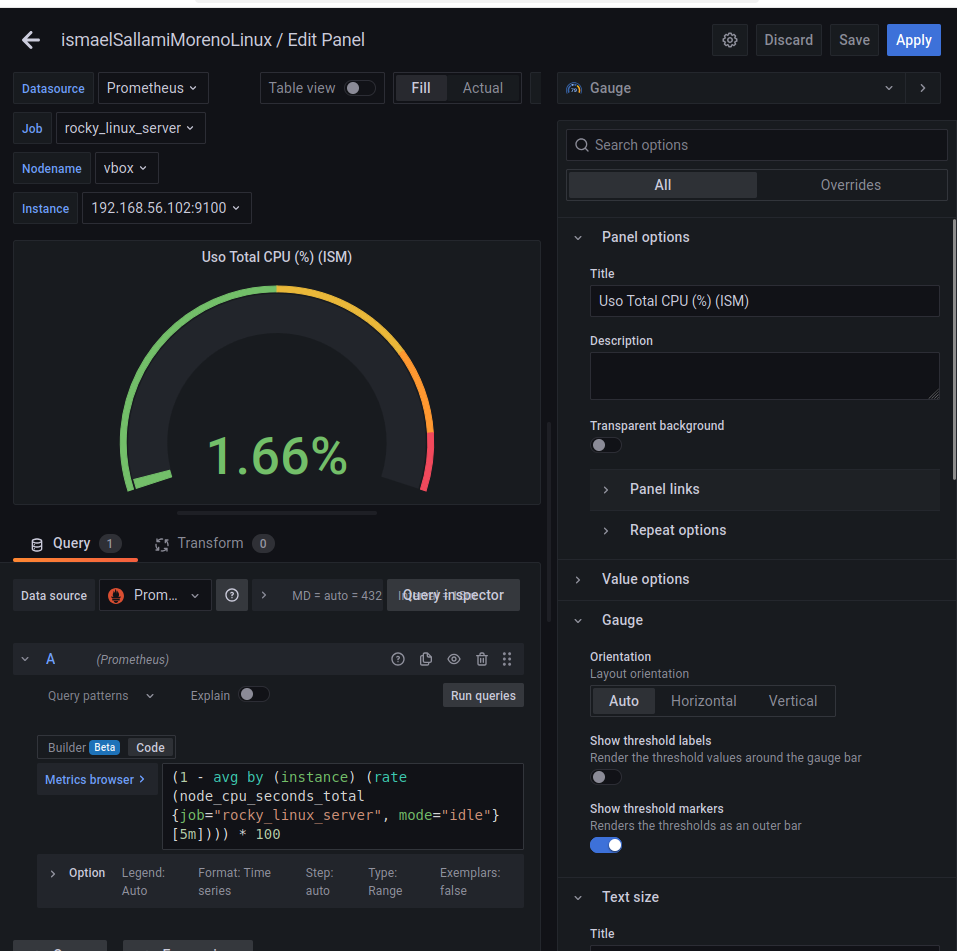 ismaelSallamiMorenoLinux / Edit Panel
Discard
Save
Apply
Datasource
Prometheus
Table view
Fill
Actual
Gauge
Job
rocky_linux_server
Nodename
vbox
Instance
192.168.56.102:9100
Search options
All
Overrides
Uso Total CPU (%) (ISM)
1.66%
Panel options
Title
Uso Total CPU (%) (ISM)
Description
Transparent background
Panel links
Repeat options
Value options
Gauge
Orientation
Layout orientation
Auto
Horizontal
Vertical
Show threshold labels
Render the threshold values around the gauge bar
Show threshold markers
Renders the thresholds as an outer bar
Text size
Title
Query 1
Transform 0
Data source
Prom...
MD = auto = 432
Query inspector
A
(Prometheus)
Query patterns
Explain
Run queries
Builder Beta
Code
Metrics browser >
(1 - avg by (instance) (rate
(node_cpu_seconds_total
{job="rocky_linux_server", mode="idle"}
[5m]))) * 100
Option
Legend: Auto
Format: Time series
Step: auto
Type: Range
Exemplars: false